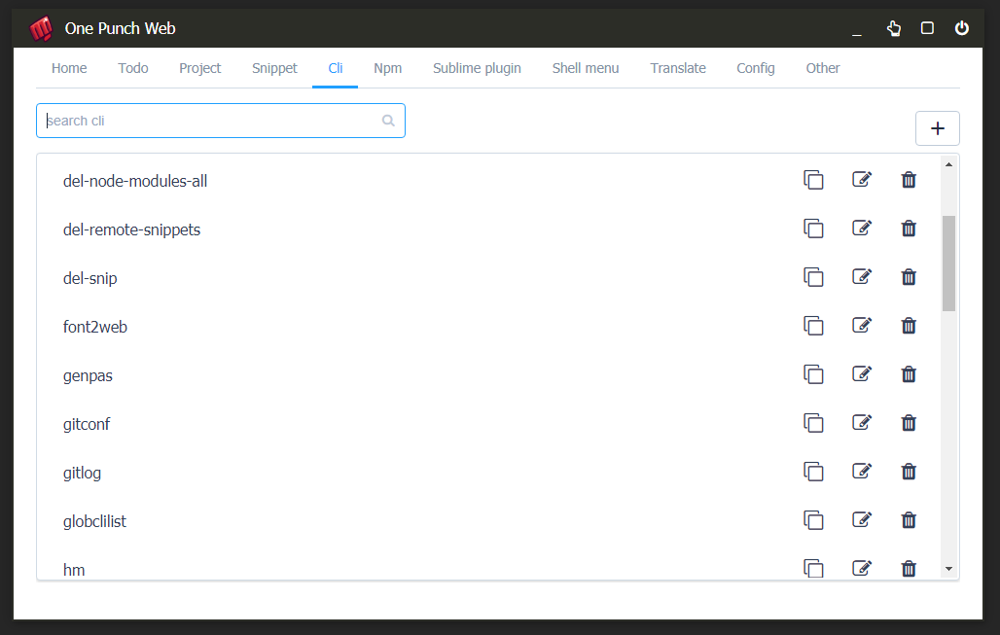 One Punch Web
Home Todo Project Snippet Cli Npm Sublime plugin Shell menu Translate Config Other
search cli
del-node-modules-all
del-remote-snippets
del-snip
font2web
genpas
gitconf
gitlog
globclilist
hm